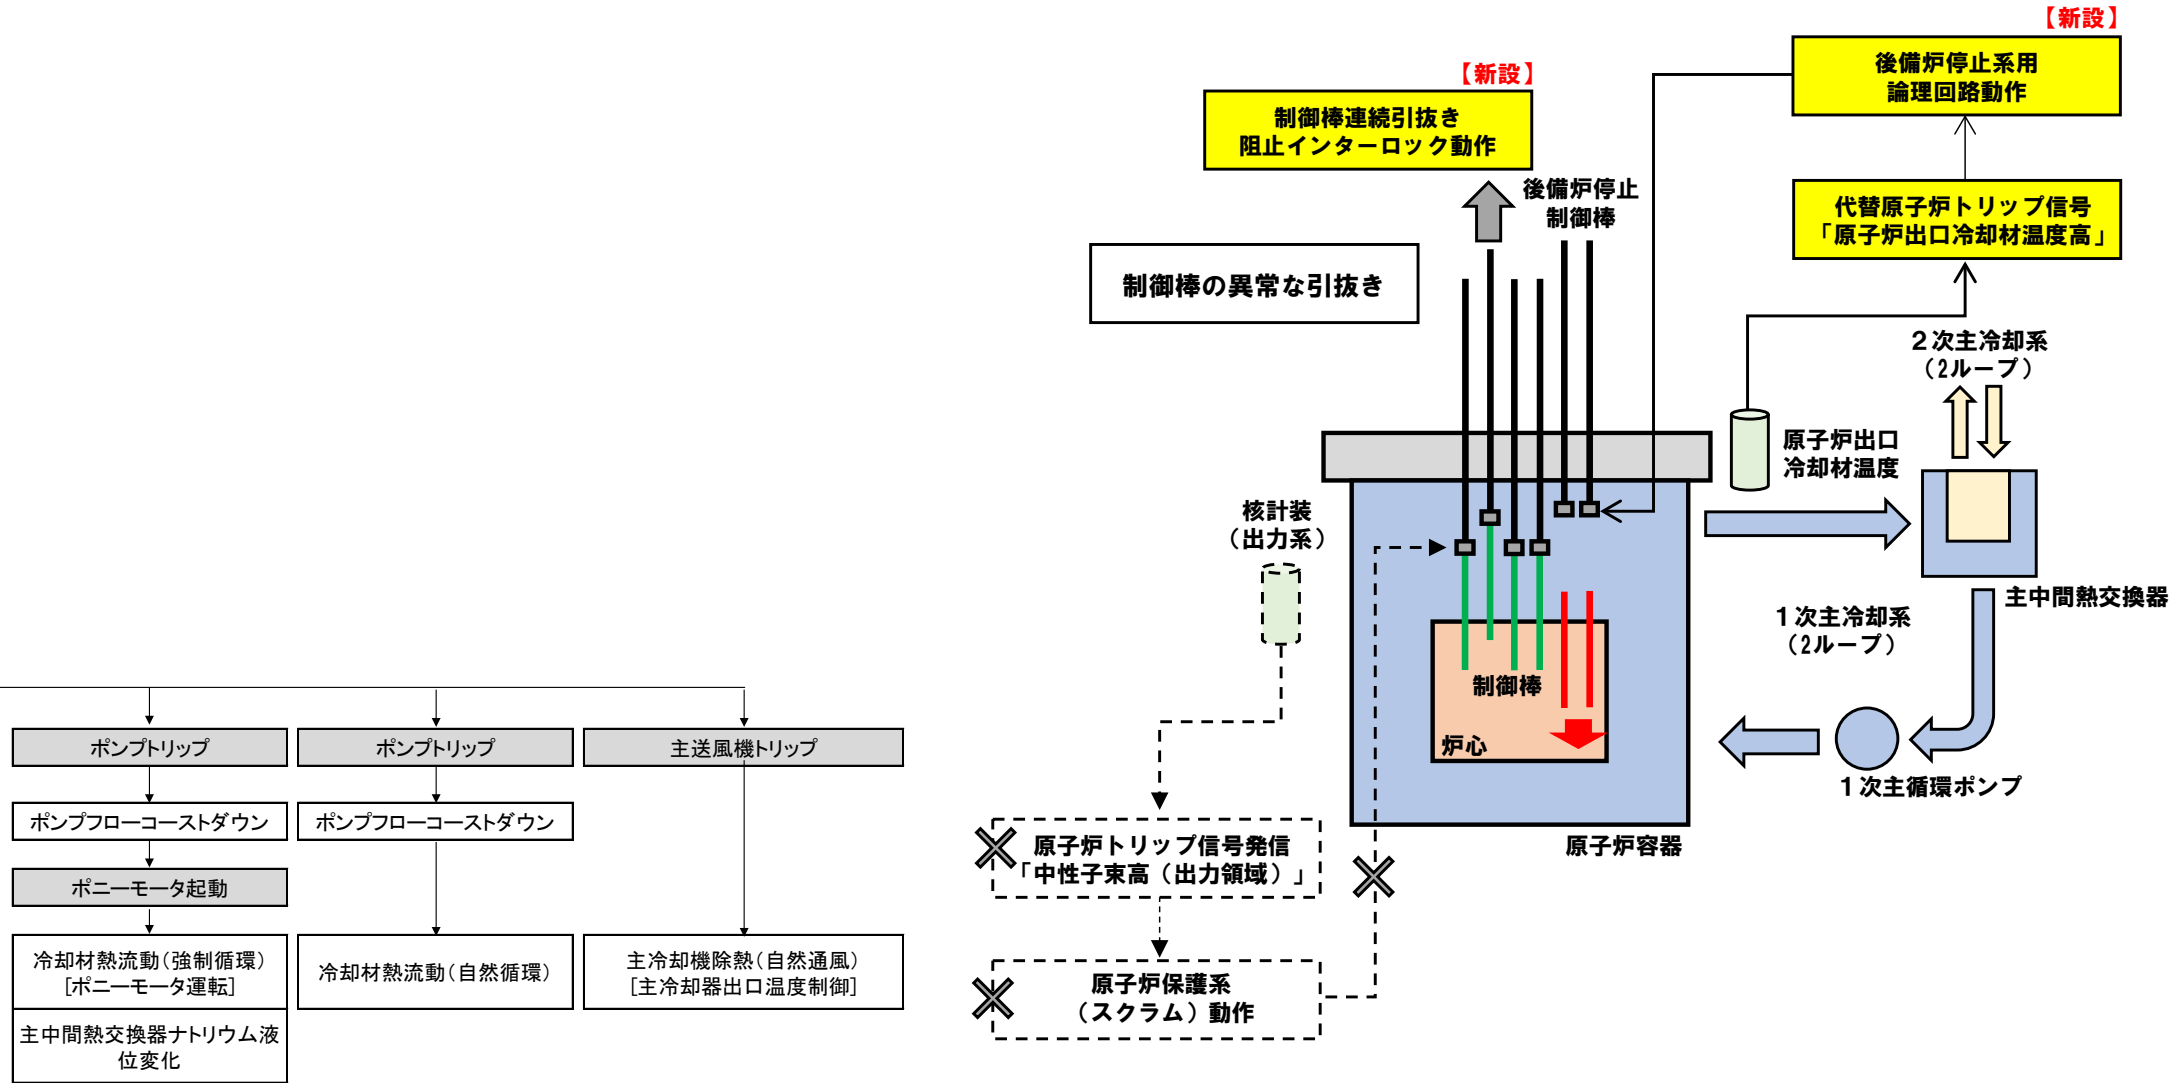 ポンプトリップ
ポンプフローコーストダウン
ポニーモータ起動
冷却材熱流動(強制循環)
[ポニーモータ運転]
主中間熱交換器ナトリウム液
位変化
ポンプトリップ
ポンプフローコーストダウン
冷却材熱流動(自然循環)
主送風機トリップ
主冷却機除熱(自然通風)
[主冷却器出口温度制御]
【新設】
制御棒連続引抜き
阻止インターロック動作
【新設】
後備炉停止系用
論理回路動作
代替原子炉トリップ信号
「原子炉出口冷却材温度高」
後備炉停止
制御棒
制御棒の異常な引抜き
2次主冷却系
(2ループ)
原子炉出口
冷却材温度
核計装
(出力系)
主中間熱交換器
1次主冷却系
(2ループ)
制御棒
炉心
1次主循環ポンプ
原子炉容器
原子炉トリップ信号発信
「中性子束高(出力領域)」
原子炉保護系
(スクラム)動作